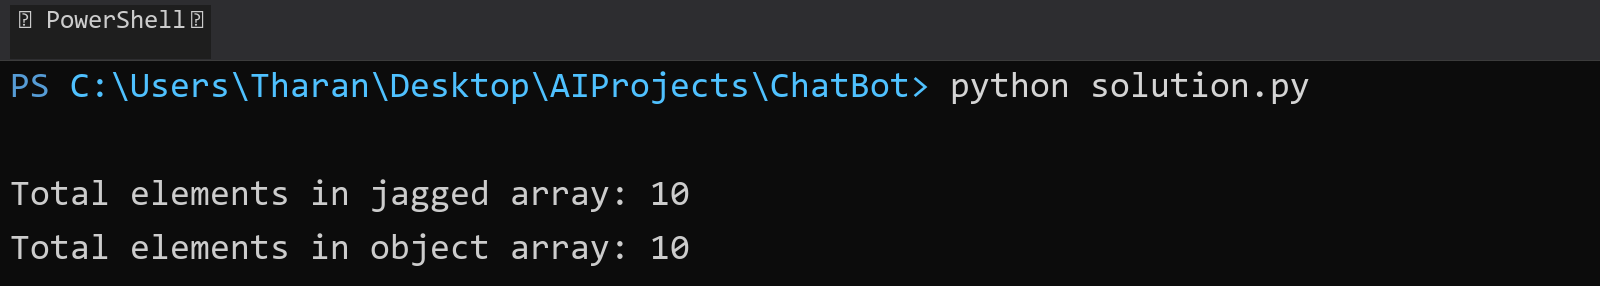 PowerShell
PS C:\Users\Tharan\Desktop\AIProjects\ChatBot> python solution.py
Total elements in jagged array: 10
Total elements in object array: 10